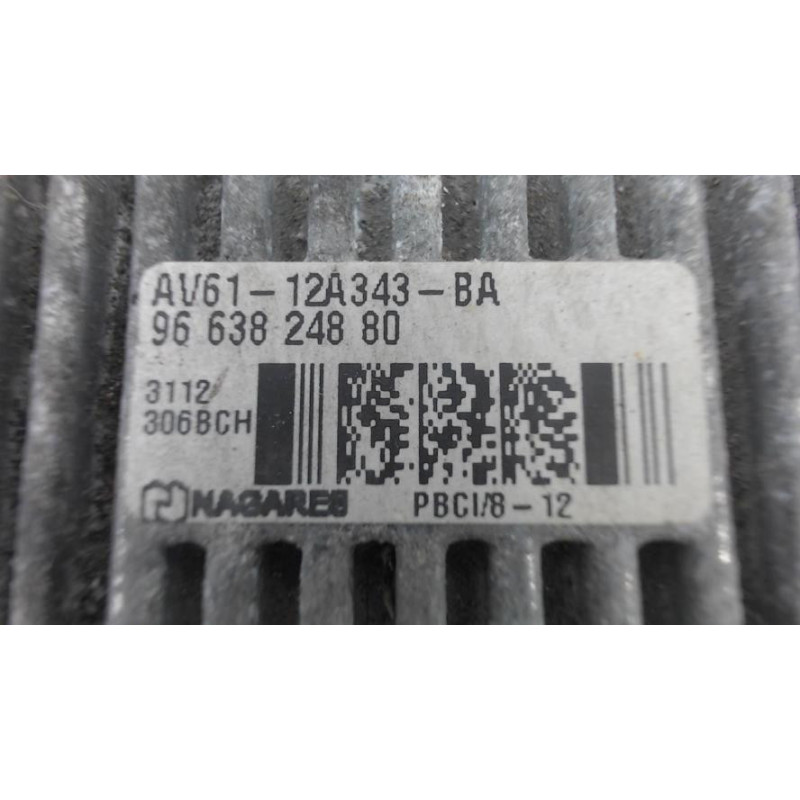 AV61-12A343-BA
96 638 248 80
3112/
306BCH
NAGARES PBCI/8-12